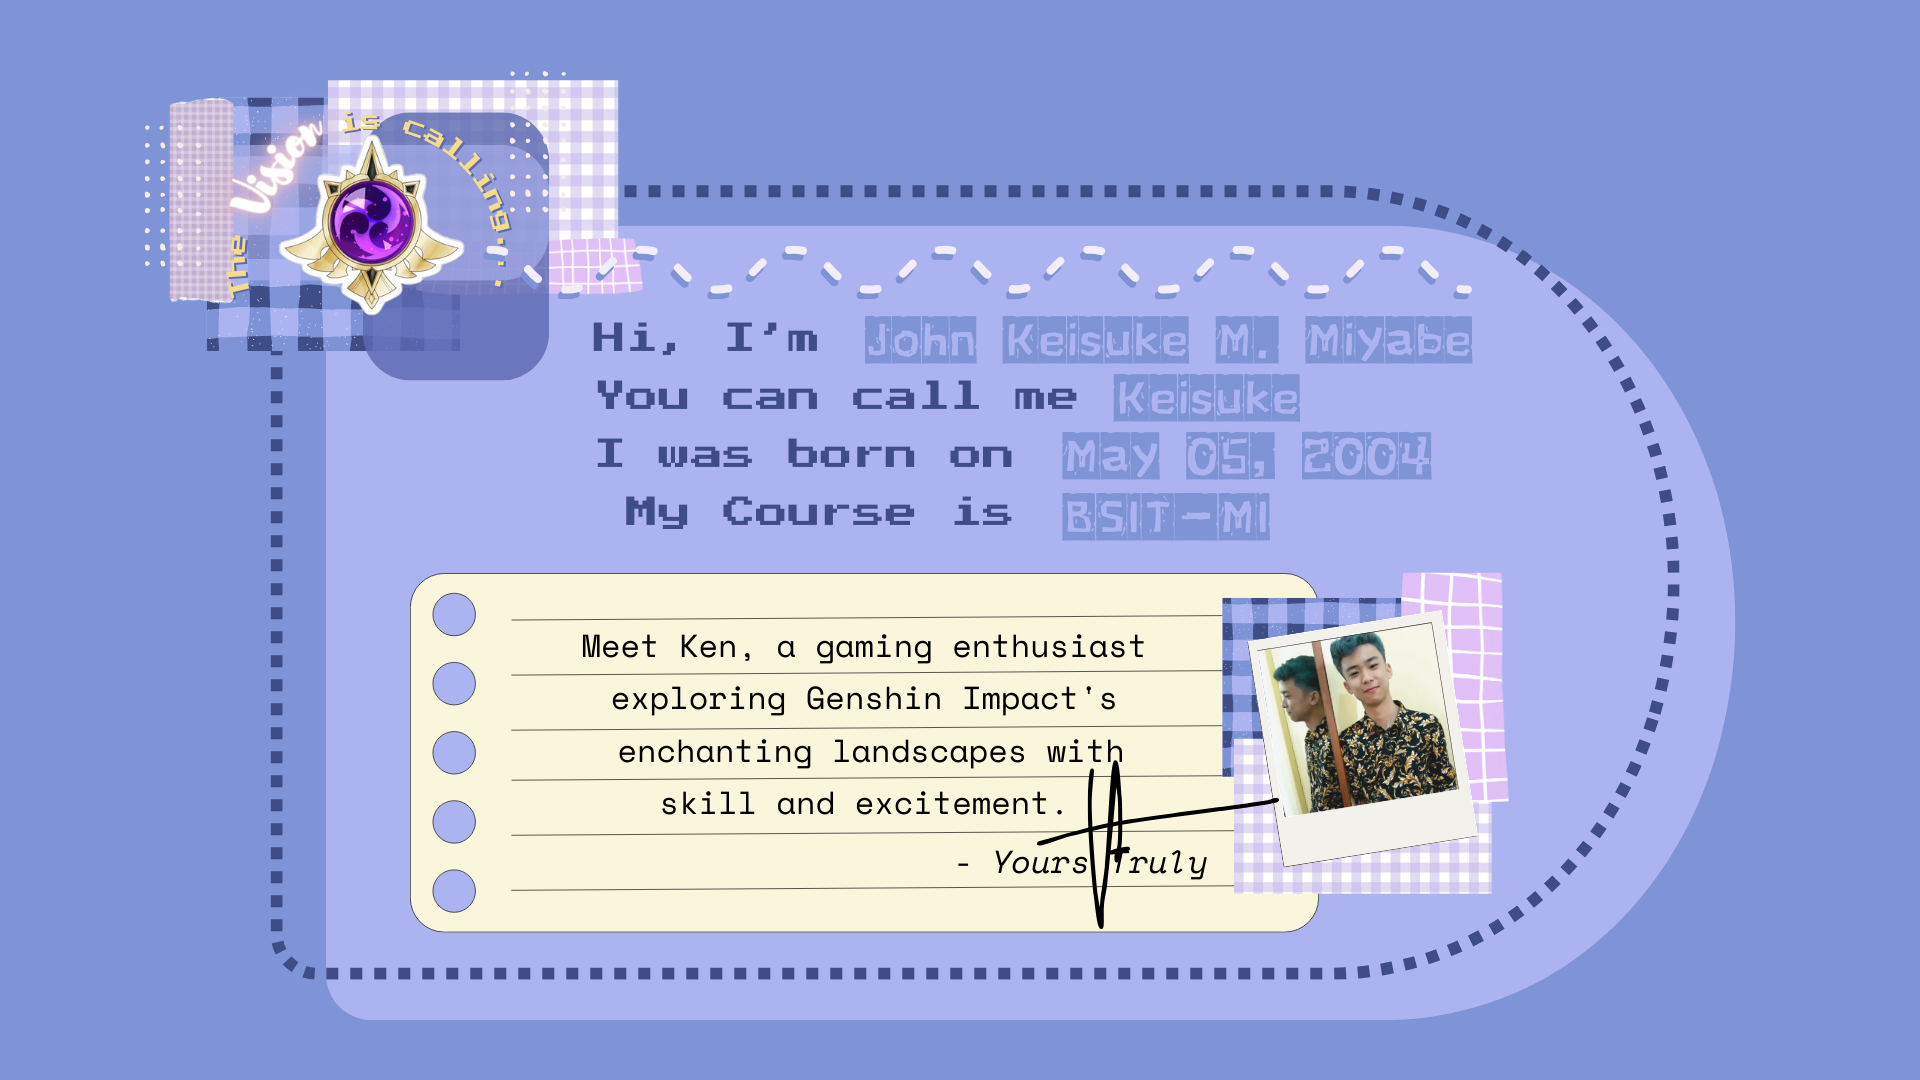 The Vision is calling...
Hi, I'm John Keisuke M. Miyabe
You can call me Keisuke
I was born on May 05, 2004
My Course is BSIT-MI
Meet Ken, a gaming enthusiast
exploring Genshin Impact's
enchanting landscapes with
skill and excitement.
- Yours Truly